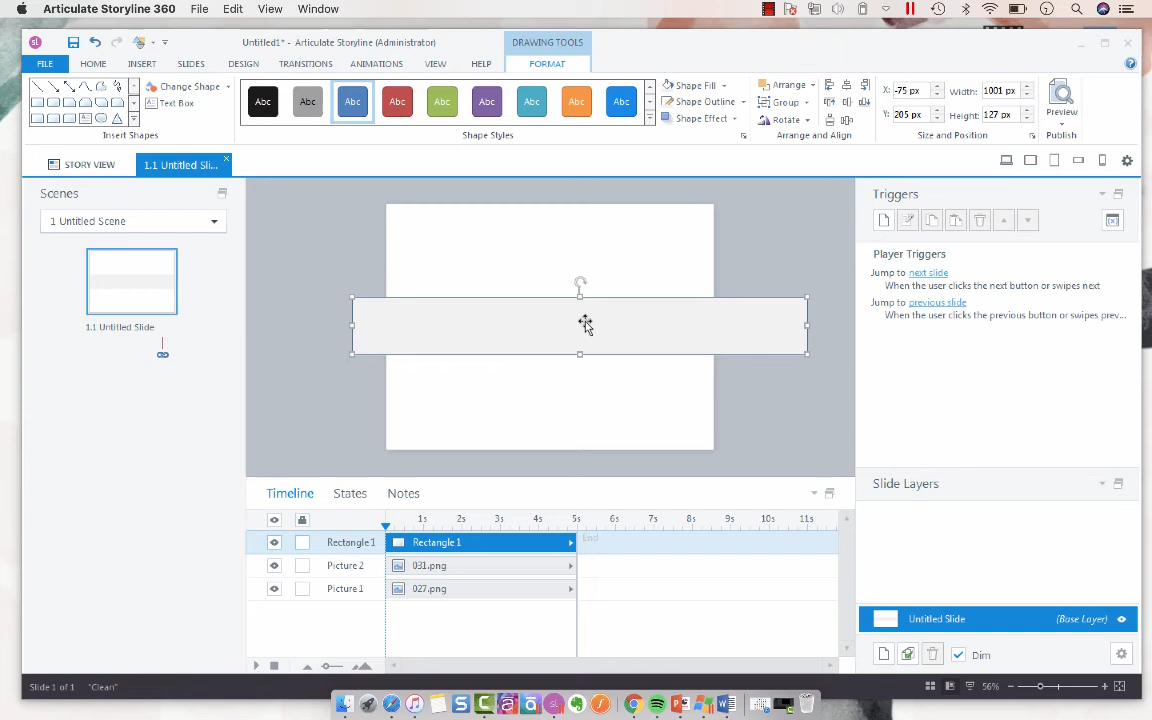 Articulate Storyline 360 File Edit View Window
Untitled1* - Articulate Storyline (Administrator) DRAWING TOOLS
FILE HOME INSERT SLIDES DESIGN TRANSITIONS ANIMATIONS VIEW HELP FORMAT
Change Shape
Text Box
Insert Shapes
Abc Abc Abc Abc Abc Abc Abc Abc Abc
Shape Styles
Shape Fill
Shape Outline
Shape Effect
Arrange
Group
Rotate
Arrange and Align
X: -75 px Width: 1001 px
Y: 205 px Height: 127 px
Size and Position
Preview
Publish
STORY VIEW 1.1 Untitled Sli...
Scenes
1 Untitled Scene
1.1 Untitled Slide
Triggers
Player Triggers
Jump to next slide
When the user clicks the next button or swipes next
Jump to previous slide
When the user clicks the previous button or swipes prev...
Timeline States Notes
1s 2s 3s 4s 5s 6s 7s 8s 9s 10s 11s
Rectangle 1 Rectangle 1 End
Picture 2 031.png
Picture 1 027.png
Slide Layers
Untitled Slide (Base Layer)
Dim
Slide 1 of 1 "Clean" 56%